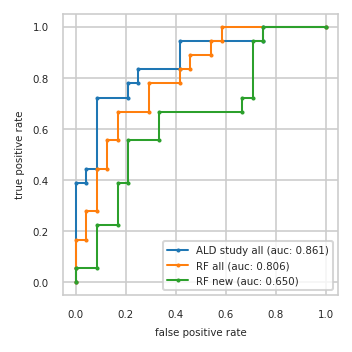 1.0
0.8
0.6
0.4
0.2
0.0
true positive rate
ALD study all (auc: 0.861)
RF all (auc: 0.806)
RF new (auc: 0.650)
0.0 0.2 0.4 0.6 0.8 1.0
false positive rate